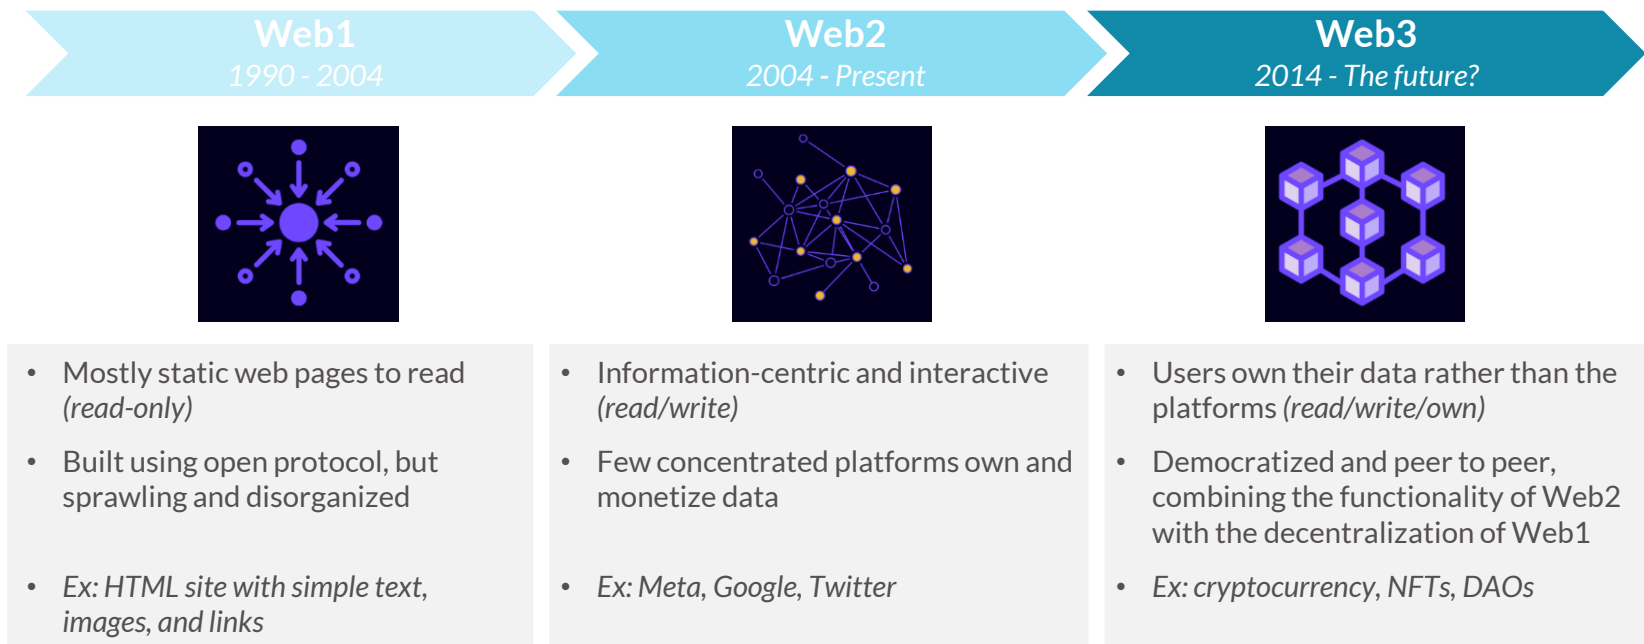 Web1
1990 - 2004
Web2
2004 - Present
Web3
2014 - The future?
• Mostly static web pages to read
(read-only)
• Built using open protocol, but
sprawling and disorganized
• Ex: HTML site with simple text,
images, and links
• Information-centric and interactive
(read/write)
• Few concentrated platforms own and
monetize data
• Ex: Meta, Google, Twitter
• Users own their data rather than the
platforms (read/write/own)
• Democratized and peer to peer,
combining the functionality of Web2
with the decentralization of Web1
• Ex: cryptocurrency, NFTs, DAOs